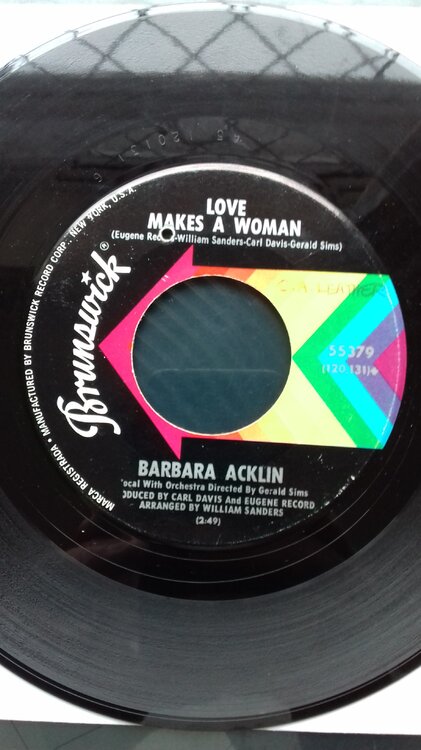 LOVE
MAKES A WOMAN
(Eugene Record-William Sanders-Carl Davis-Gerald Sims)
Brunswick®
MARCA REGISTRADA • MANUFACTURED BY BRUNSWICK RECORD CORP., NEW YORK, U.S.A.
55379
(120 131)◆
BARBARA ACKLIN
Vocal With Orchestra Directed By Gerald Sims
PRODUCED BY CARL DAVIS And EUGENE RECORD
ARRANGED BY WILLIAM SANDERS
(2:49)